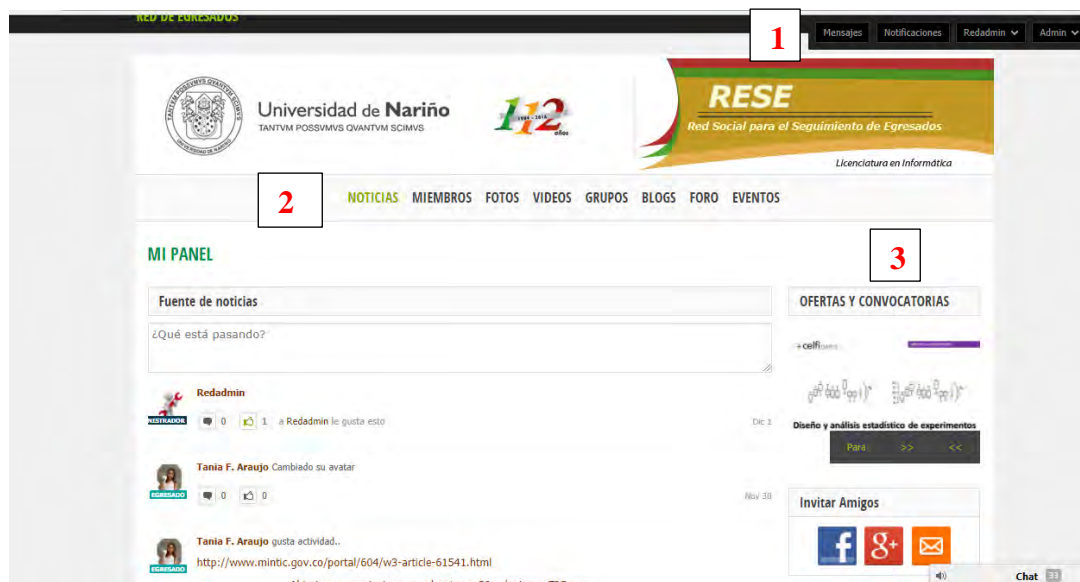 RED DE EGRESADOS
1
Mensajes Notificaciones Redadmin Admin
Universidad de Nariño
TANTVM POSSVMVS QVANTVM SCIMVS
112
años
RESE
Red Social para el Seguimiento de Egresados
Licenciatura en Informática
2
NOTICIAS MIEMBROS FOTOS VIDEOS GRUPOS BLOGS FORO EVENTOS
MI PANEL
3
Fuente de noticias
¿Qué está pasando?
Redadmin
0 1 a Redadmin le gusta esto
Dic 1
Tania F. Araujo Cambiado su avatar
EGRESADO
0 0
Nov 30
Tania F. Araujo gusta actividad..
http://www.mintic.gov.co/portal/604/w3-article-61541.html
EGRESADO
OFERTAS Y CONVOCATORIAS
Diseño y análisis estadístico de experimentos
Para >> <<
Invitar Amigos
f g+
Chat 33